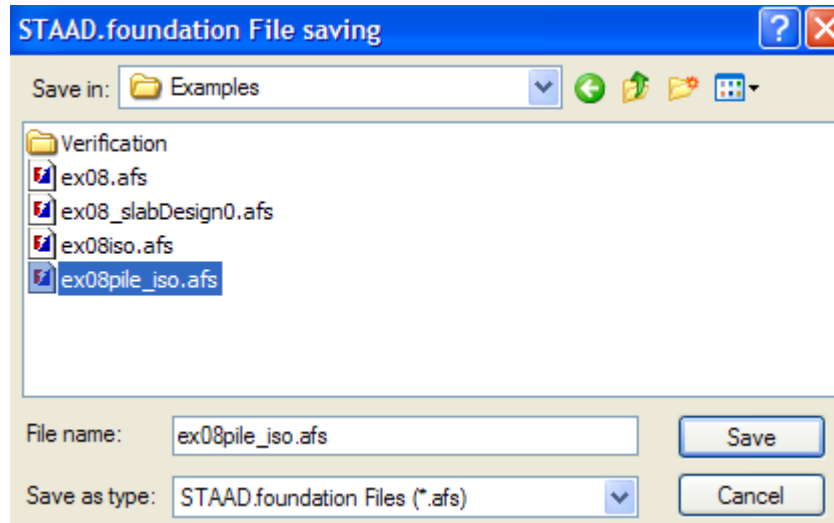 STAAD.foundation File saving
Save in: Examples
Verification
ex08.afs
ex08_slabDesign0.afs
ex08iso.afs
ex08pile_iso.afs
File name: ex08pile_iso.afs Save
Save as type: STAAD.foundation Files (*.afs) Cancel